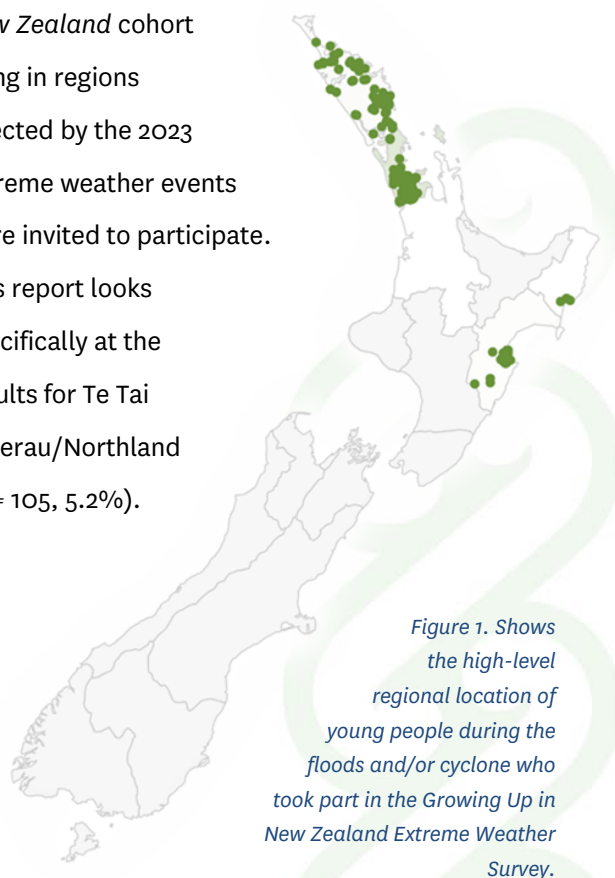 w Zealand cohort
ng in regions
ected by the 2023
reme weather events
re invited to participate.
s report looks
cifically at the
ults for Te Tai
erau/Northland
= 105, 5.2%).
Figure 1. Shows
the high-level
regional location of
young people during the
floods and/or cyclone who
took part in the Growing Up in
New Zealand Extreme Weather
Survey.